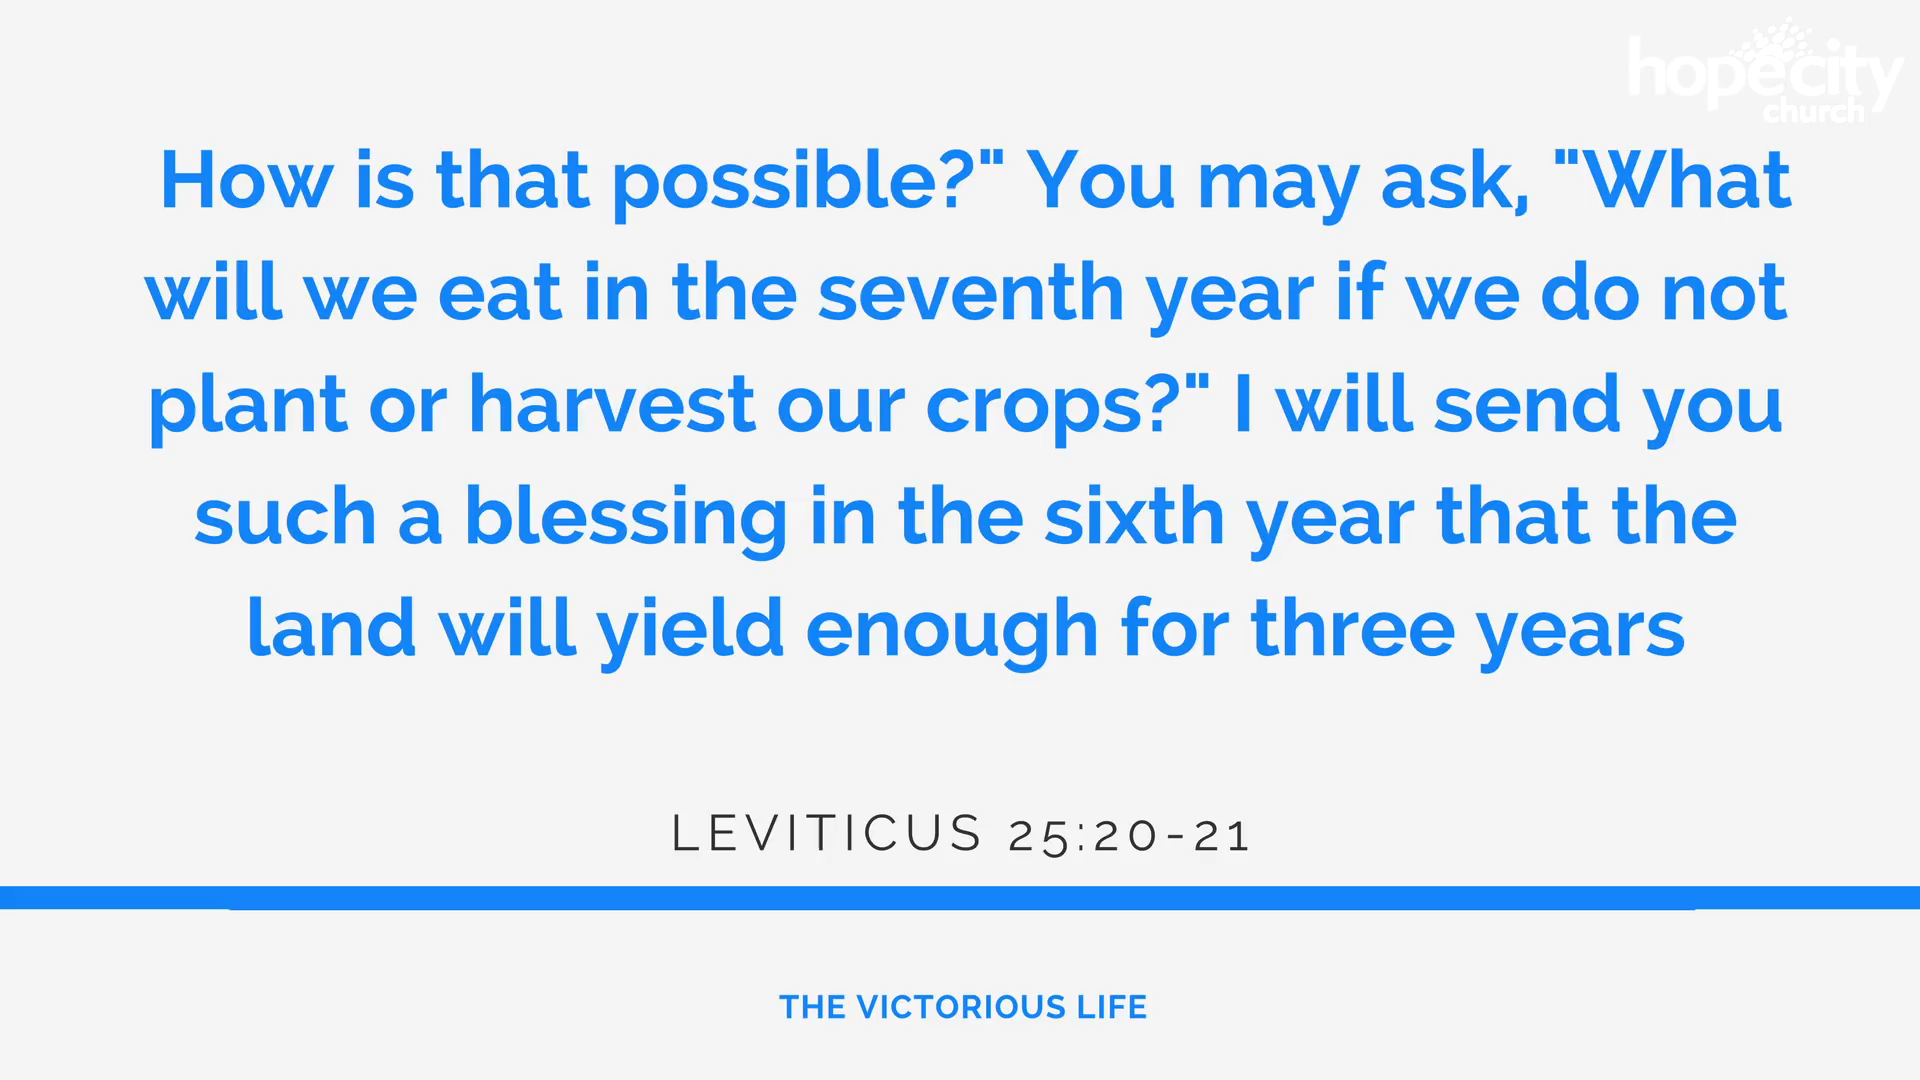 hopecity
church
How is that possible?" You may ask, "What
will we eat in the seventh year if we do not
plant or harvest our crops?" I will send you
such a blessing in the sixth year that the
land will yield enough for three years
LEVITICUS 25:20-21
THE VICTORIOUS LIFE